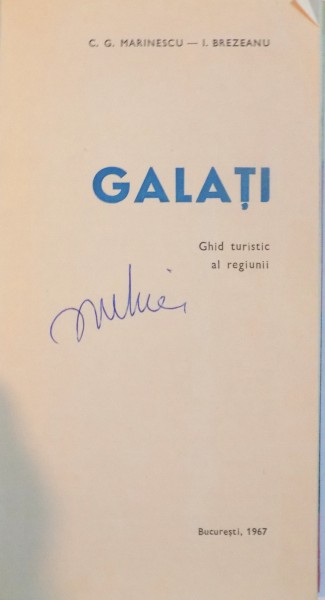 C. G. MARINESCU — I. BREZEANU
GALAȚI
Ghid turistic
al regiunii
București, 1967